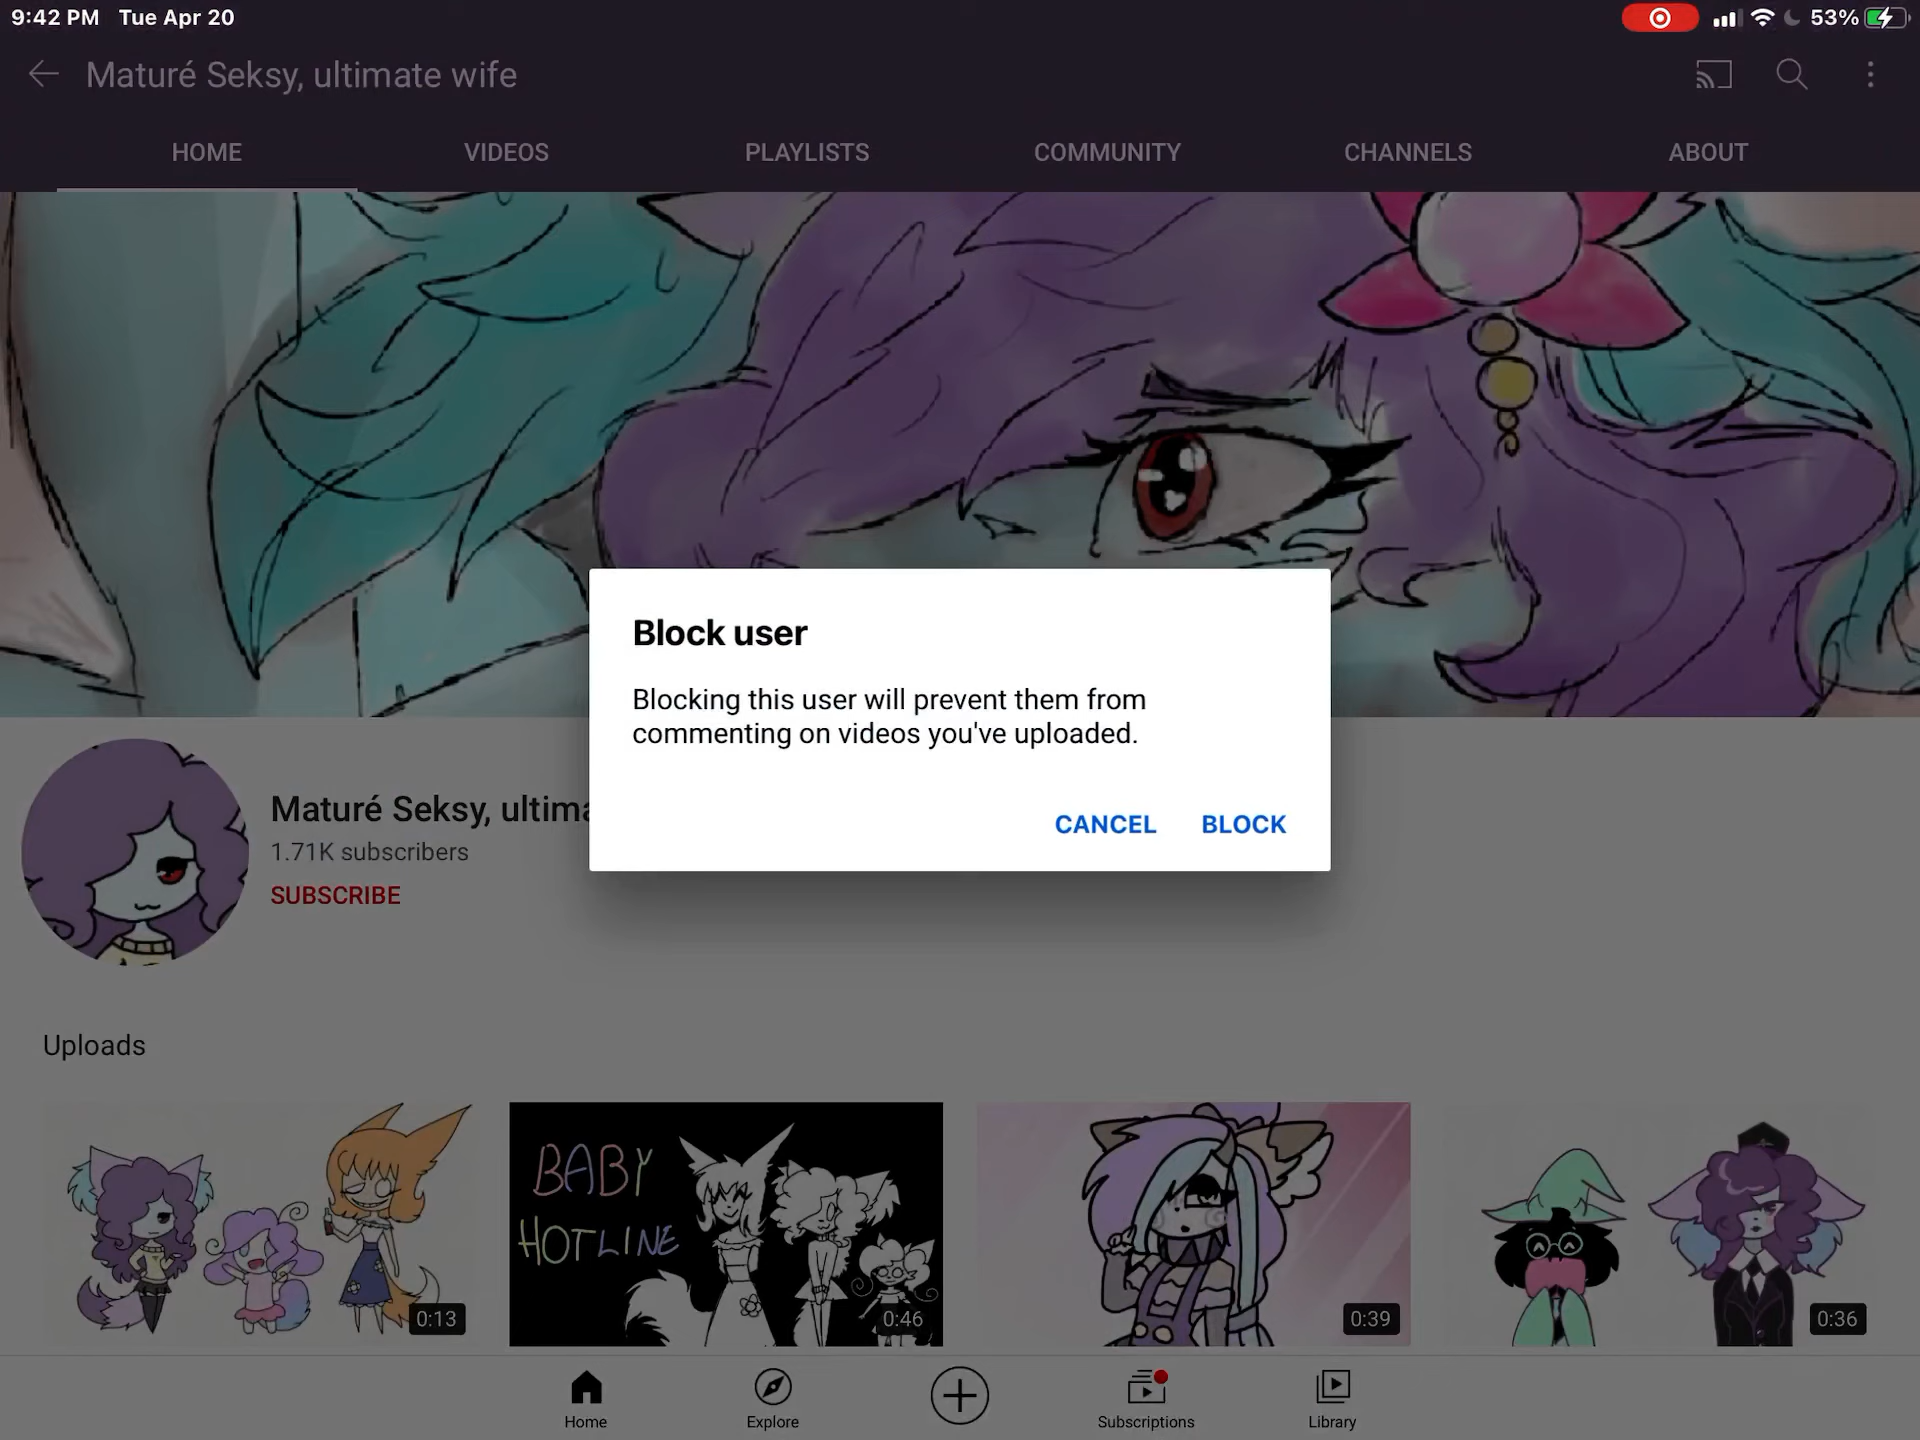 9:42 PM Tue Apr 20
53%
Maturé Seksy, ultimate wife
HOME VIDEOS PLAYLISTS COMMUNITY CHANNELS ABOUT
Block user
Blocking this user will prevent them from
commenting on videos you've uploaded.
CANCEL BLOCK
Maturé Seksy, ultima
1.71K subscribers
SUBSCRIBE
Uploads
BABY
HOTLINE
0:13 0:46 0:39 0:36
Home Explore Subscriptions Library